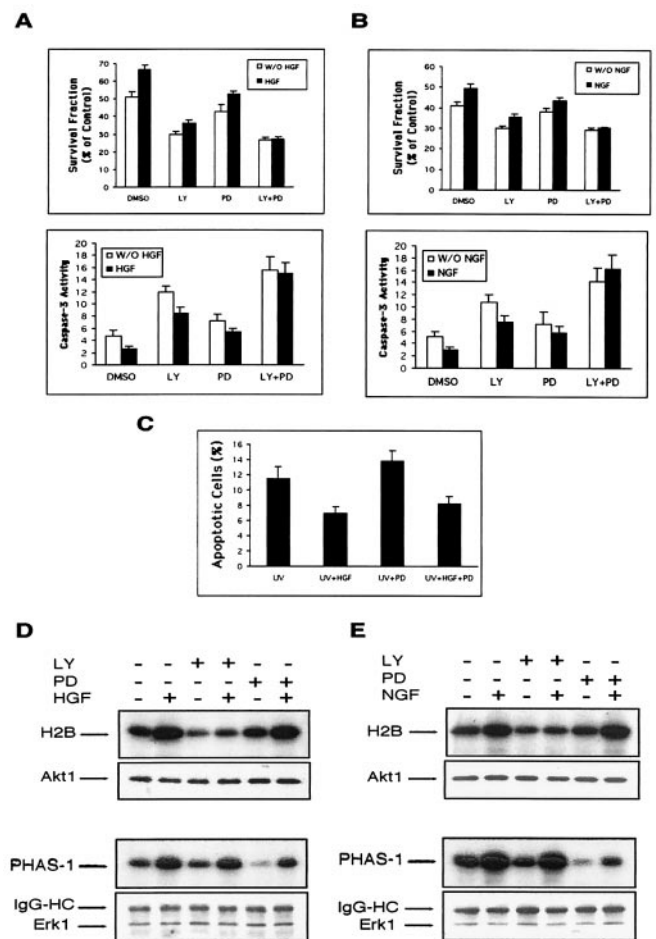 A
Survival Fraction
(% of Control)
70
60
50
40
30
20
10
0
W/O HGF
HGF
DMSO
LY
PD
LY+PD
Caspase-3 Activity
18
16
14
12
10
8
6
4
2
0
W/O HGF
HGF
DMSO
LY
PD
LY+PD
B
Survival Fraction
(% of Control)
60
50
40
30
20
10
0
W/O NGF
NGF
DMSO
LY
PD
LY+PD
Caspase-3 Activity
20
18
16
14
12
10
8
6
4
2
0
W/O NGF
NGF
DMSO
LY
PD
LY+PD
C
Apoptotic Cells (%)
16
14
12
10
8
6
4
2
0
UV
UV+HGF
UV+PD
UV+HGF+PD
D
LY - - + + - -
PD - - - - + +
HGF - + - + - +
H2B
Akt1
PHAS-1
IgG-HC
Erk1
E
LY - - + + - -
PD - - - - + +
NGF - + - + - +
H2B
Akt1
PHAS-1
IgG-HC
Erk1